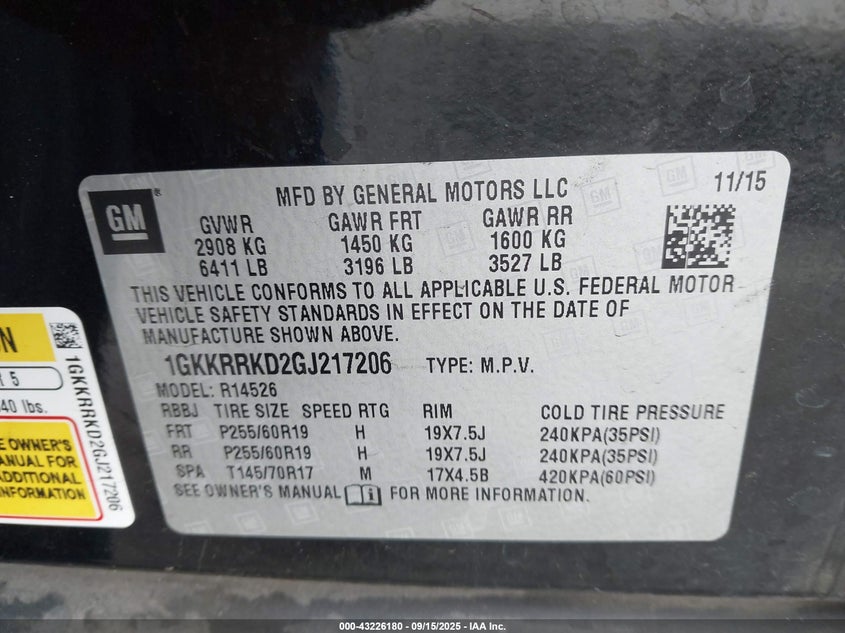 GM
MFD BY GENERAL MOTORS LLC
11/15
GVWR GAWR FRT GAWR RR
2908 KG 1450 KG 1600 KG
6411 LB 3196 LB 3527 LB
THIS VEHICLE CONFORMS TO ALL APPLICABLE U.S. FEDERAL MOTOR
VEHICLE SAFETY STANDARDS IN EFFECT ON THE DATE OF
MANUFACTURE SHOWN ABOVE.
1GKKRRKD2GJ217206 TYPE: M.P.V.
MODEL: R14526
RBBJ TIRE SIZE SPEED RTG RIM COLD TIRE PRESSURE
FRT P255/60R19 H 19X7.5J 240KPA(35PSI)
RR P255/60R19 H 19X7.5J 240KPA(35PSI)
SPA T145/70R17 M 17X4.5B 420KPA(60PSI)
SEE OWNER'S MANUAL FOR MORE INFORMATION.
5
40 lbs.
OWNER'S
MANUAL FOR
ADDITIONAL
INFORMATION
1GKKRRKD2GJ217206
000-43226180 - 09/15/2025 - IAA Inc.